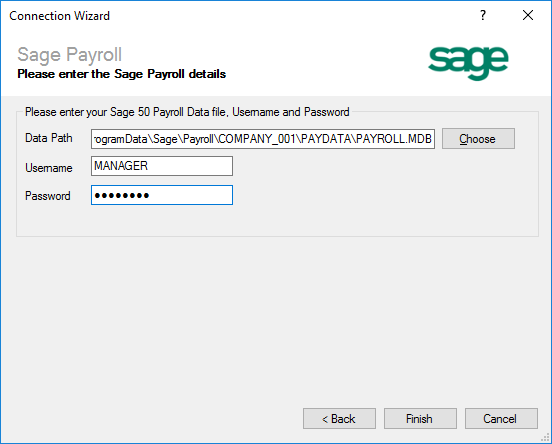 Connection Wizard
?
Sage Payroll
sage
Please enter the Sage Payroll details
Please enter your Sage 50 Payroll Data file, Username and Password
Data Path rogramData\Sage\Payroll\COMPANY_001\PAYDATA\PAYROLL.MDB Choose
Username MANAGER
Password ••••••••
< Back Finish Cancel